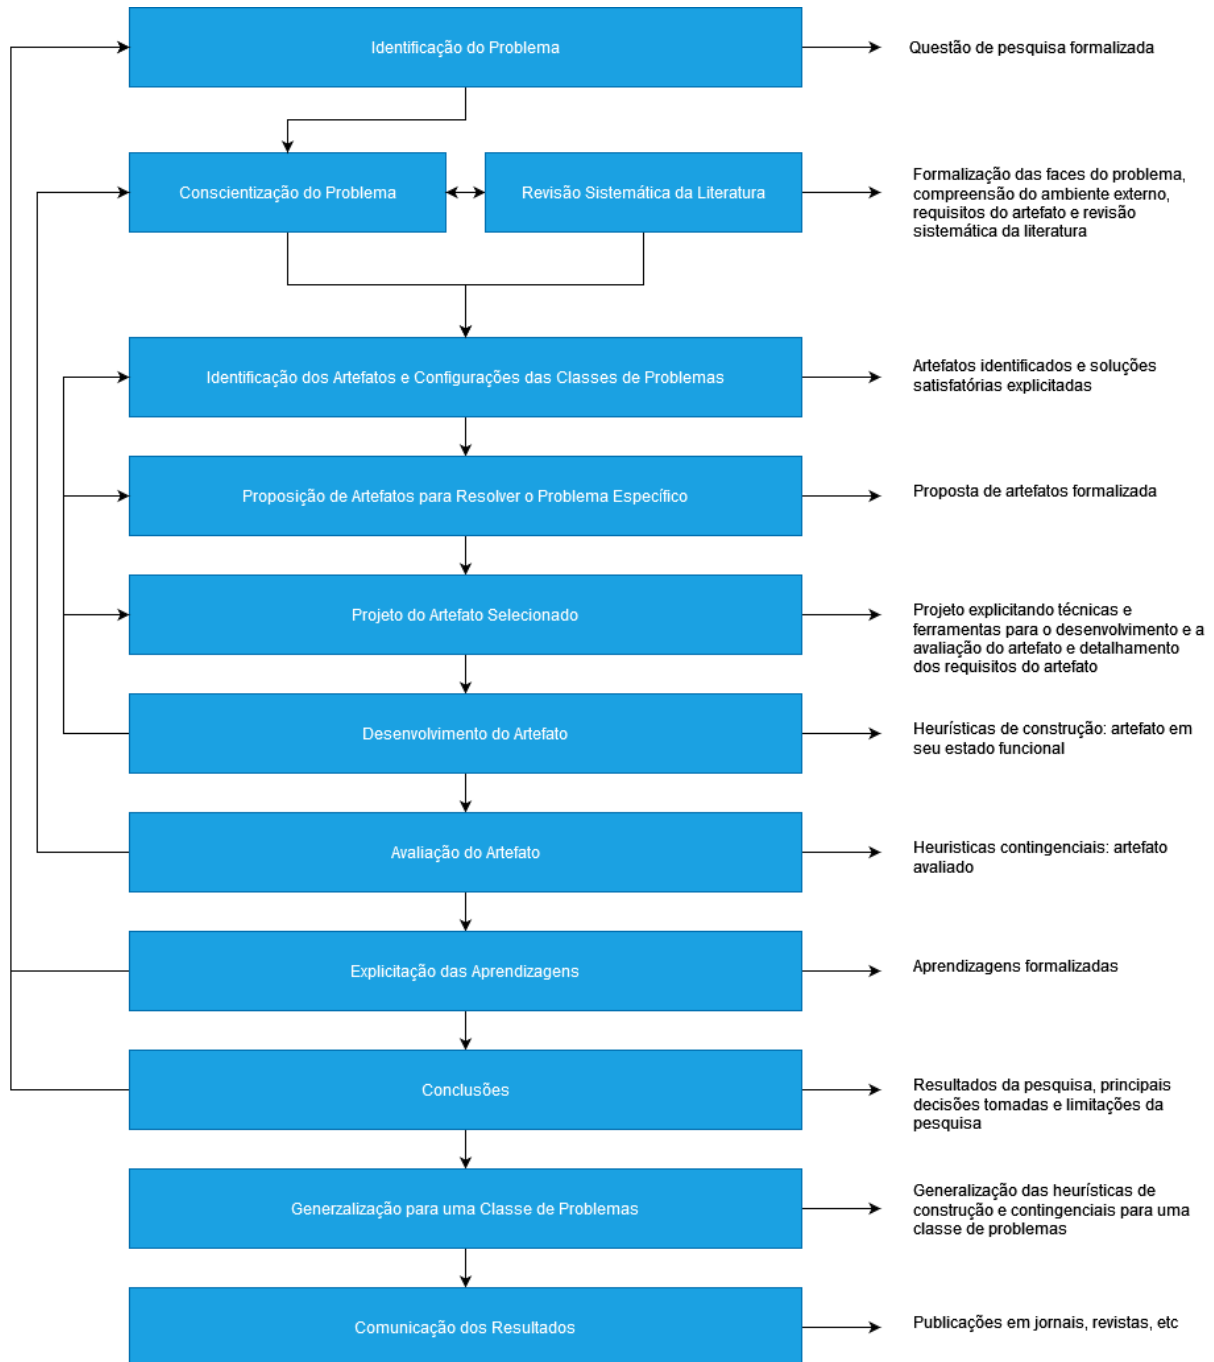 Identificação do Problema
Questão de pesquisa formalizada
Conscientização do Problema
Revisão Sistemática da Literatura
Formalização das faces do problema,
compreensão do ambiente externo,
requisitos do artefato e revisão
sistemática da literatura
Identificação dos Artefatos e Configurações das Classes de Problemas
Artefatos identificados e soluções
satisfatórias explicitadas
Proposição de Artefatos para Resolver o Problema Específico
Proposta de artefatos formalizada
Projeto do Artefato Selecionado
Projeto explicitando técnicas e
ferramentas para o desenvolvimento e a
avaliação do artefato e detalhamento
dos requisitos do artefato
Desenvolvimento do Artefato
Heurísticas de construção: artefato em
seu estado funcional
Avaliação do Artefato
Heuristicas contingenciais: artefato
avaliado
Explicitação das Aprendizagens
Aprendizagens formalizadas
Conclusões
Resultados da pesquisa, principais
decisões tomadas e limitações da
pesquisa
Generzalização para uma Classe de Problemas
Generalização das heurísticas de
construção e contingenciais para uma
classe de problemas
Comunicação dos Resultados
Publicações em jornais, revistas, etc